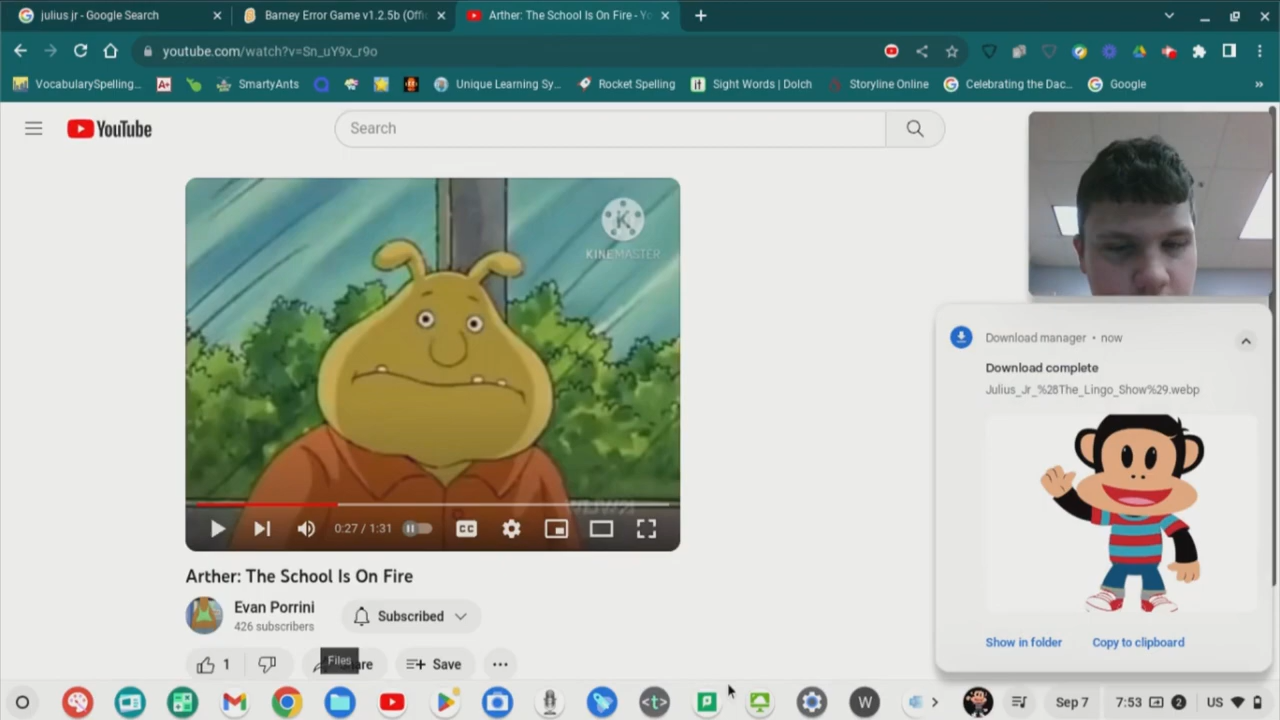 julius jr - Google Search
Barney Error Game v1.2.5b (Offic
Arther: The School Is On Fire - Yo
youtube.com/watch?v=Sn_uY9x_r9o
VocabularySpelling...
A+
SmartyAnts
Unique Learning Sy...
Rocket Spelling
Sight Words | Dolch
Storyline Online
Celebrating the Dac...
Google
»
YouTube
Search
K
KINEMASTER
0:27 / 1:31
CC
Arther: The School Is On Fire
Evan Porrini
426 subscribers
Subscribed
1
Files
are
Save
Download manager • now
Download complete
Julius_Jr_%28The_Lingo_Show%29.webp
Show in folder
Copy to clipboard
W
Sep 7
7:53
2
US